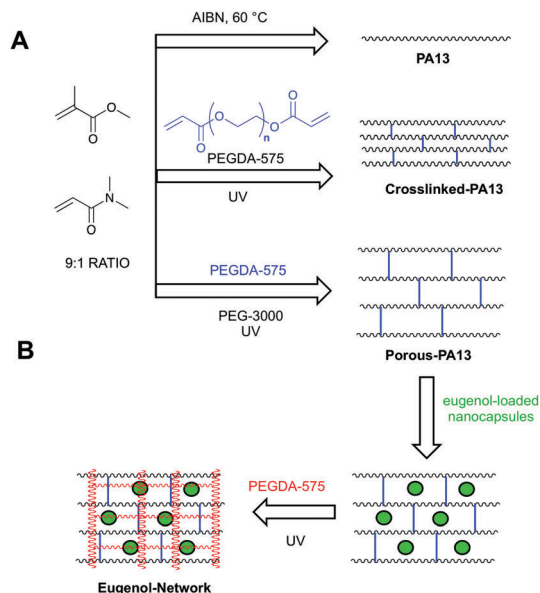 A
AIBN, 60 °C
PA13
O
O
O
O
O
n
PEGDA-575
UV
Crosslinked-PA13
N
O
9:1 RATIO
PEGDA-575
PEG-3000
UV
Porous-PA13
B
eugenol-loaded
nanocapsules
PEGDA-575
UV
Eugenol-Network